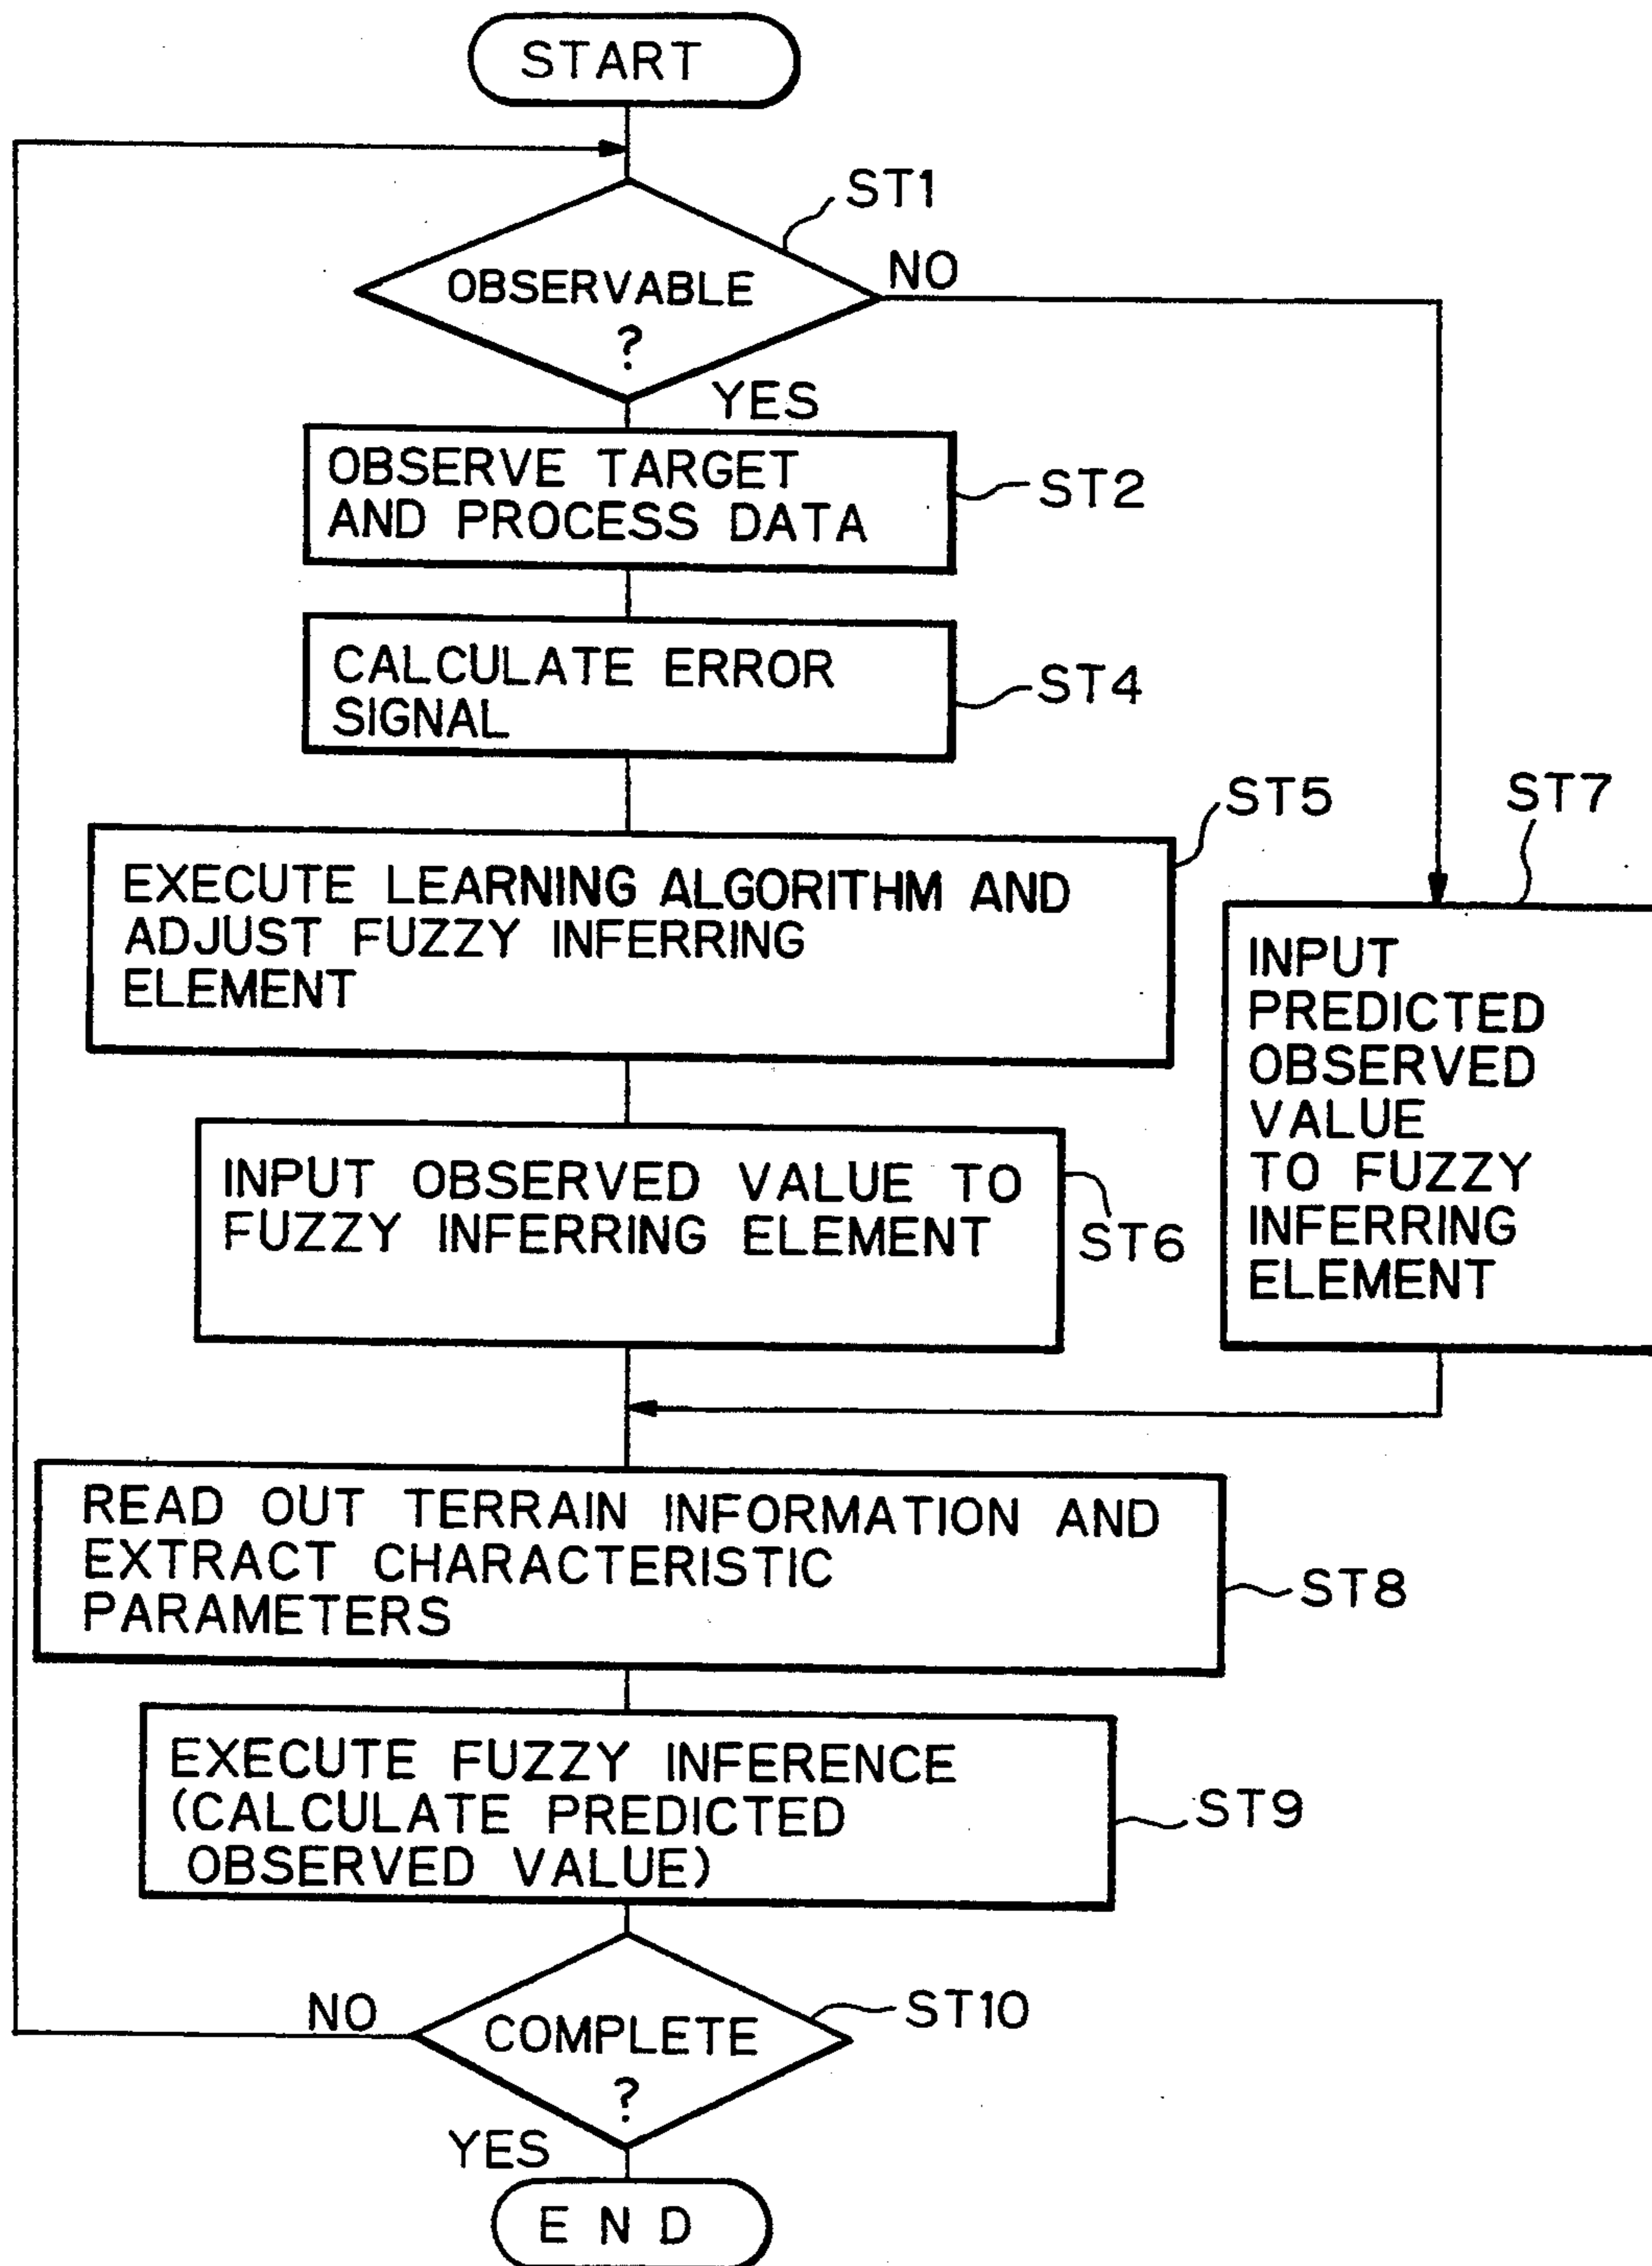 START
ST1
OBSERVABLE
?
NO
YES
OBSERVE TARGET
AND PROCESS DATA
ST2
CALCULATE ERROR
SIGNAL
ST4
EXECUTE LEARNING ALGORITHM AND
ADJUST FUZZY INFERRING
ELEMENT
ST5
ST7
INPUT
PREDICTED
OBSERVED
VALUE
TO FUZZY
INFERRING
ELEMENT
INPUT OBSERVED VALUE TO
FUZZY INFERRING ELEMENT
ST6
READ OUT TERRAIN INFORMATION AND
EXTRACT CHARACTERISTIC
PARAMETERS
ST8
EXECUTE FUZZY INFERENCE
(CALCULATE PREDICTED
OBSERVED VALUE)
ST9
NO
COMPLETE
?
ST10
YES
END